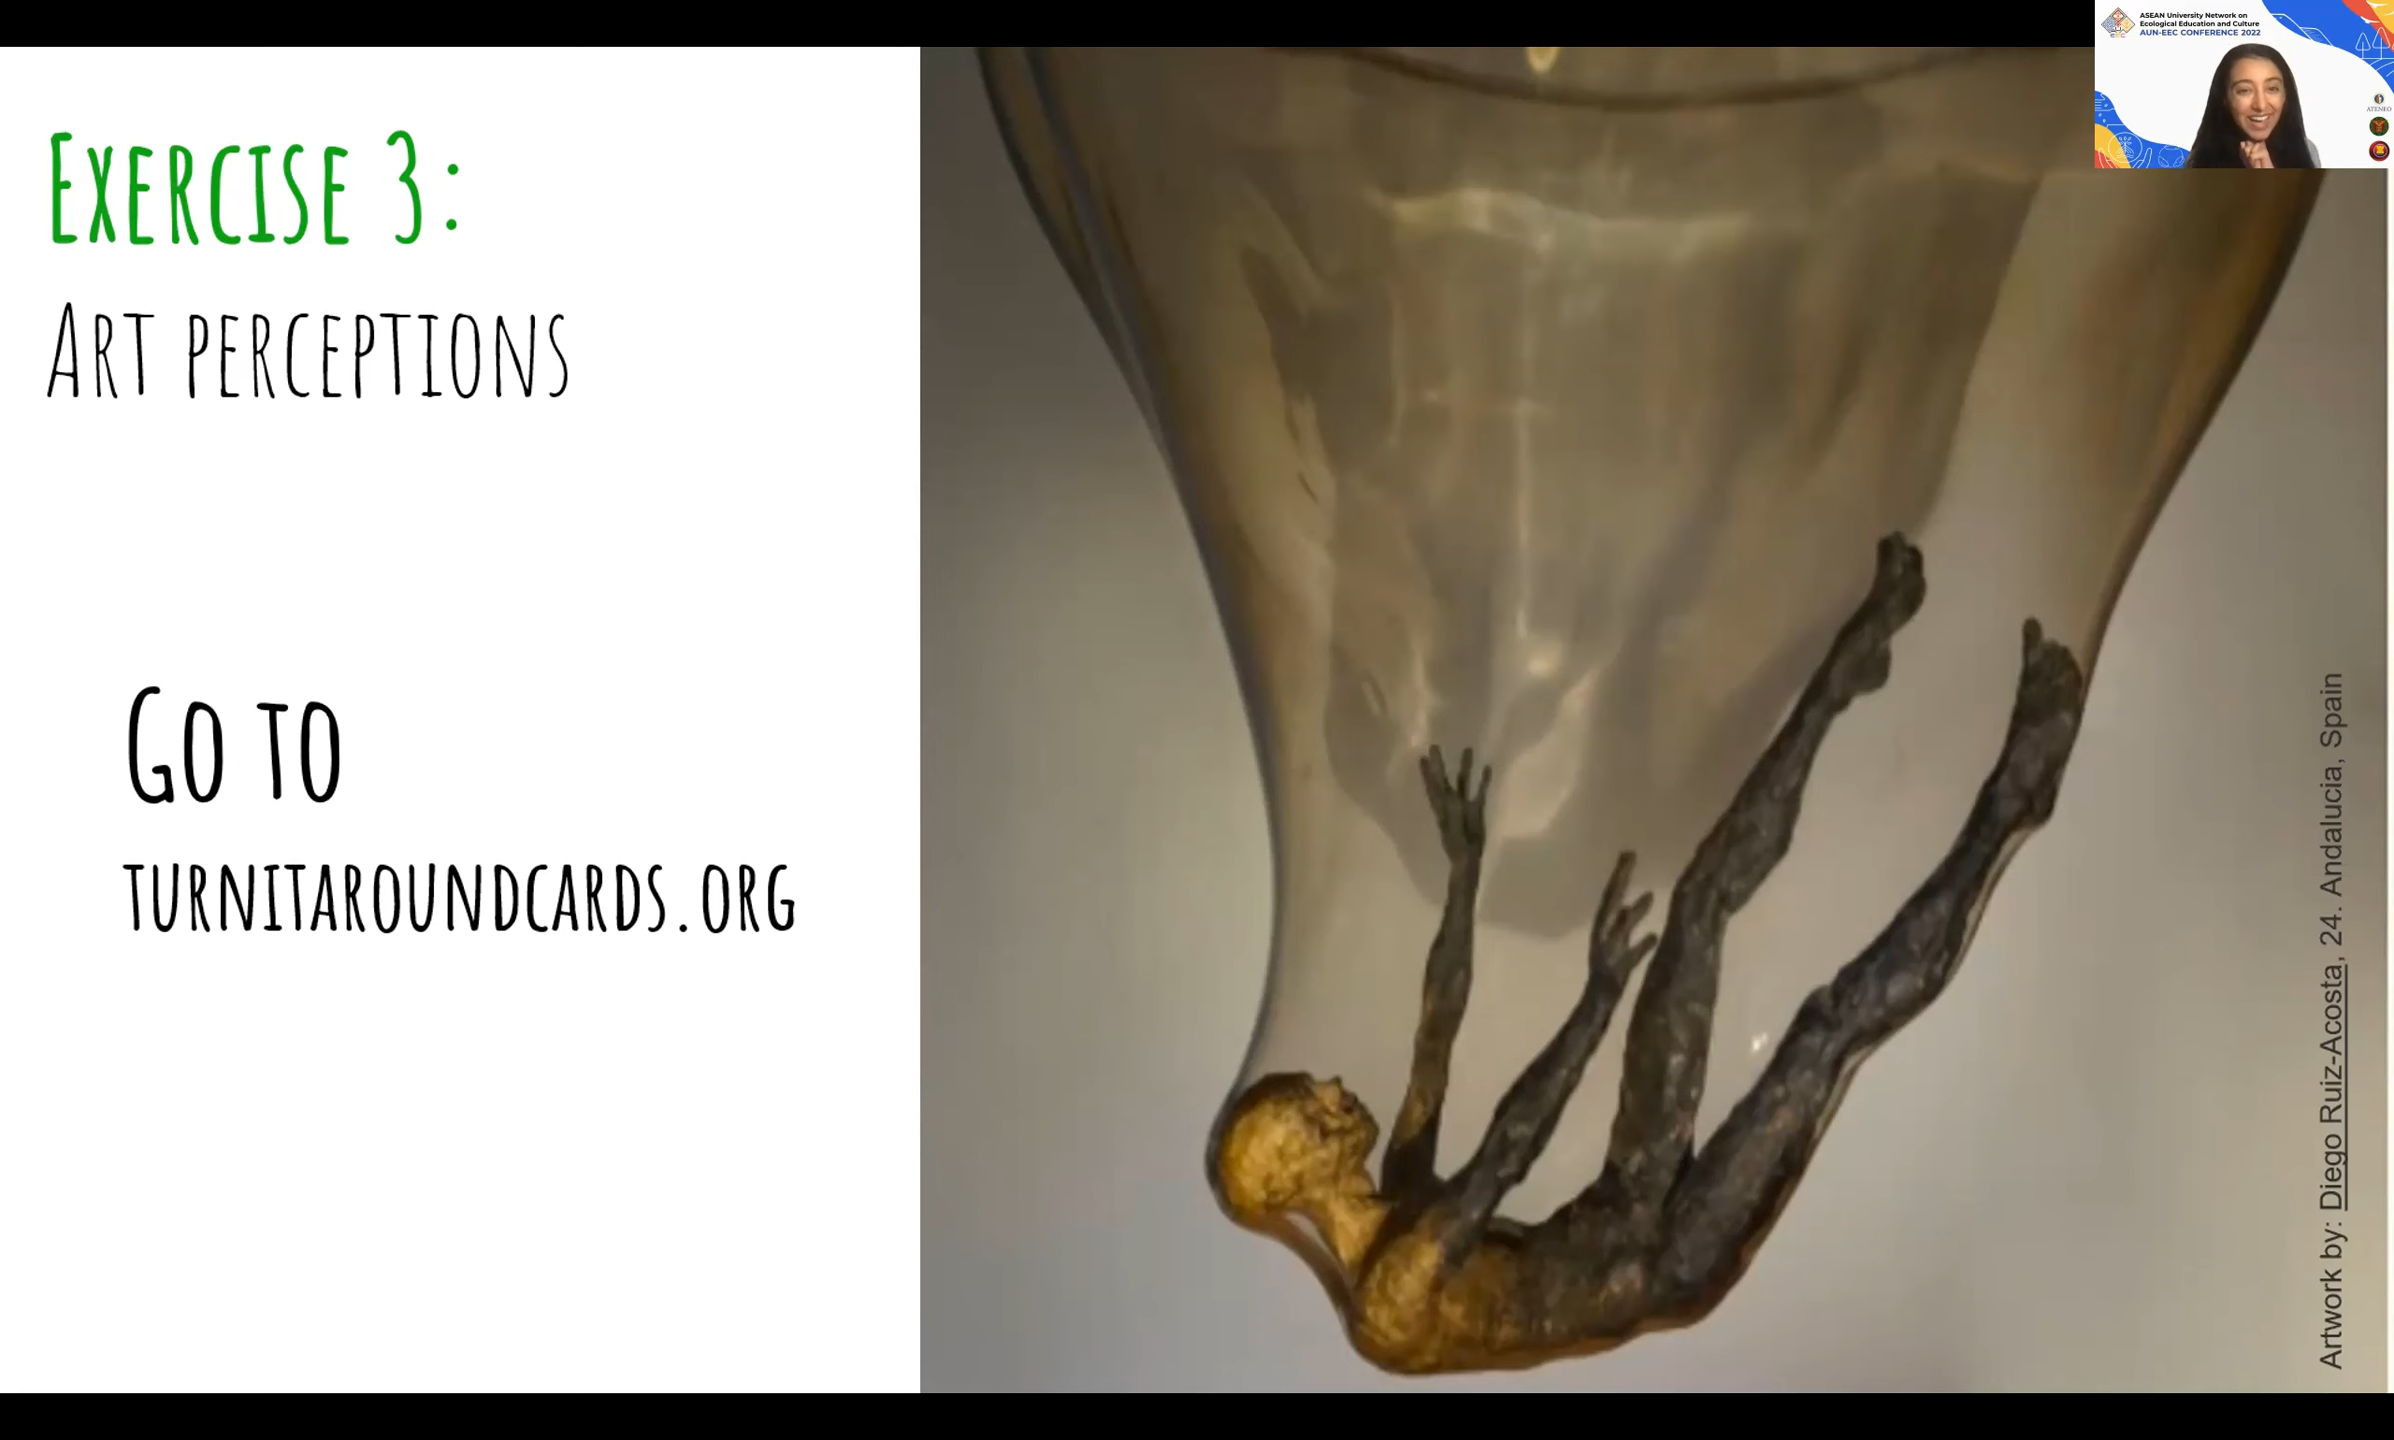 ASEAN University Network on
Ecological Education and Culture
AUN-EEC CONFERENCE 2022
EXERCISE 3:
ART PERCEPTIONS
GO TO
TURNITAROUNDCARDS.ORG
Artwork by: Diego Ruiz-Acosta, 24. Andalucia, Spain
ATENEO